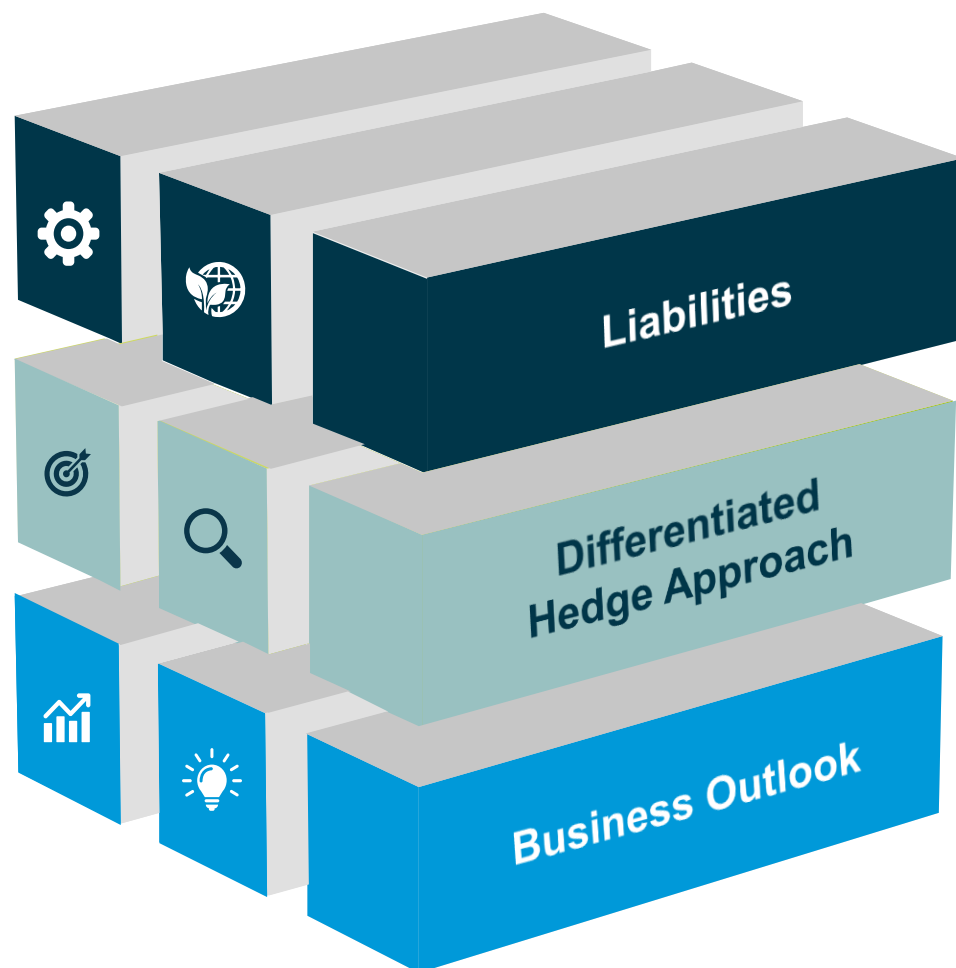 Liabilities
Differentiated
Hedge Approach
Business Outlook